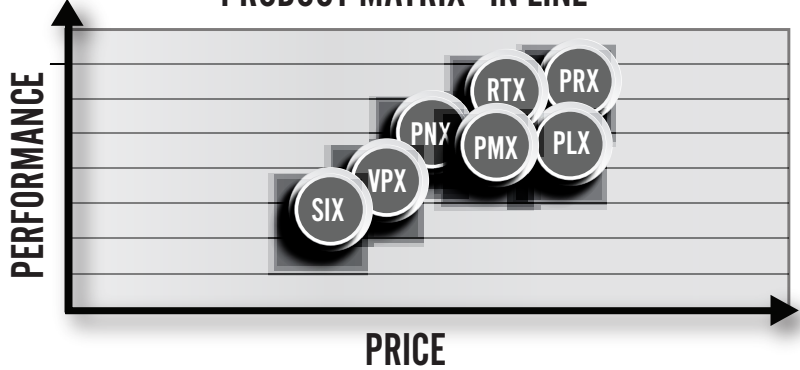 PRODUCT MATRIX - IN LINE
PERFORMANCE
RTX
PRX
PNX
PMX
PLX
VPX
SIX
PRICE